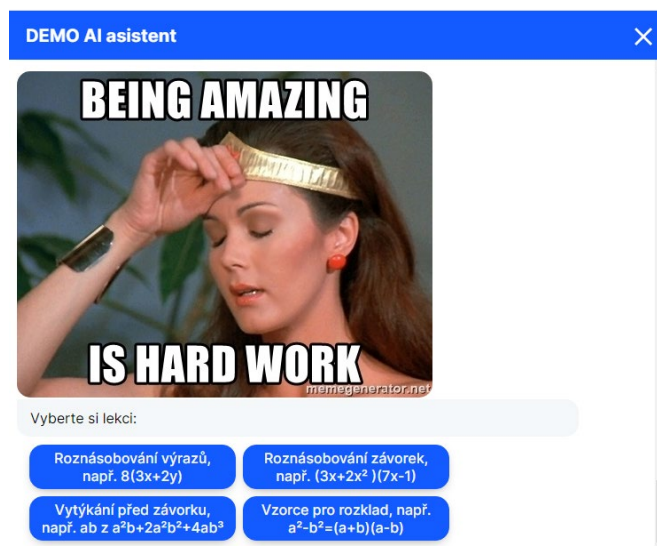 DEMO AI asistent
BEING AMAZING
IS HARD WORK
memegenerator.net
Vyberte si lekci:
Roznásobování výrazů,
např. 8(3x+2y)
Roznásobování závorek,
např. (3x+2x² )(7x-1)
Vytýkání před závorku,
např. ab z a²b+2a²b²+4ab³
Vzorce pro rozklad, např.
a²-b²=(a+b)(a-b)